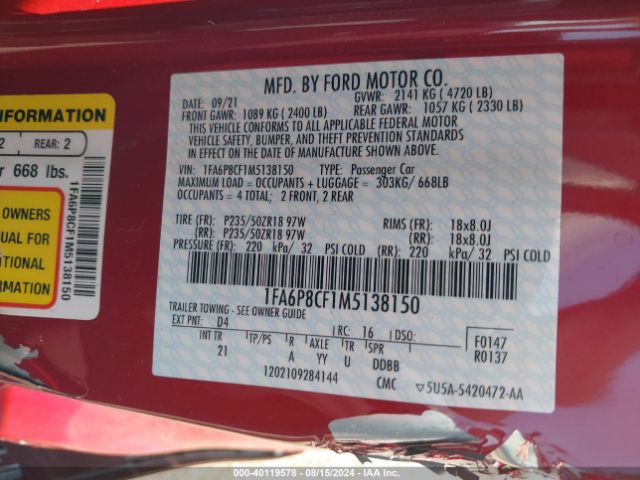 INFORMATION
2 REAR: 2
r 668 lbs.
OWNERS
UAL FOR
TIONAL
MATION
1FA6P8CF1M5138150
MFD. BY FORD MOTOR CO.
09/21 GVWR: 2141 KG ( 4720 LB)
FRONT GAWR: 1089 KG ( 2400 LB) REAR GAWR: 1057 KG ( 2330 LB)
THIS VEHICLE CONFORMS TO ALL APPLICABLE FEDERAL MOTOR
VEHICLE SAFETY, BUMPER, AND THEFT PREVENTION STANDARDS
IN EFFECT ON THE DATE OF MANUFACTURE SHOWN ABOVE.
VIN: 1FA6P8CF1M5138150 TYPE: Passenger Car
MAXIMUM LOAD = OCCUPANTS + LUGGAGE = 303KG/ 668LB
OCCUPANTS = 4 TOTAL; 2 FRONT, 2 REAR
TIRE (FR): P235/50ZR18 97W RIMS (FR): 18x8.0J
(RR): P235/50ZR18 97W (RR): 18x8.0J
PRESSURE (FR): 220 kPa/ 32 PSI COLD (RR): 220 kPa/ 32 PSI COLD
1FA6P8CF1M5138150
TRAILER TOWING - SEE OWNER GUIDE
EXT PNT: D4 RC: 16 DSO: F0147
INT TR TP/PS R AXLE TR SPR R0137
21 A YY U DDBB
1202109284144 CMC ▽5U5A-5420472-AA
000-40119578 - 08/15/2024 - IAA Inc.